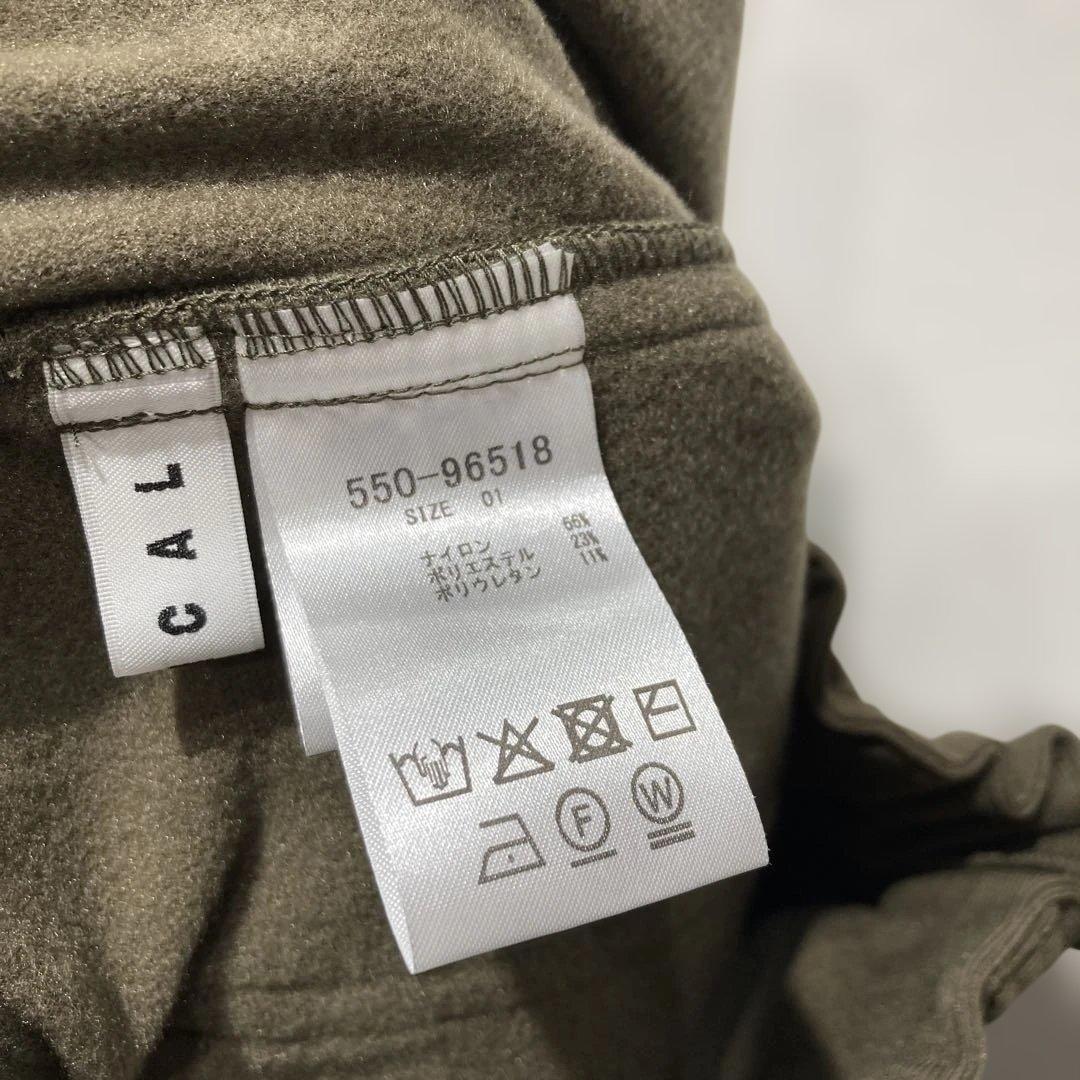 CAL
550-96518
SIZE 01
ナイロン 66%
ポリエステル 23%
ポリウレタン 11%
F
W